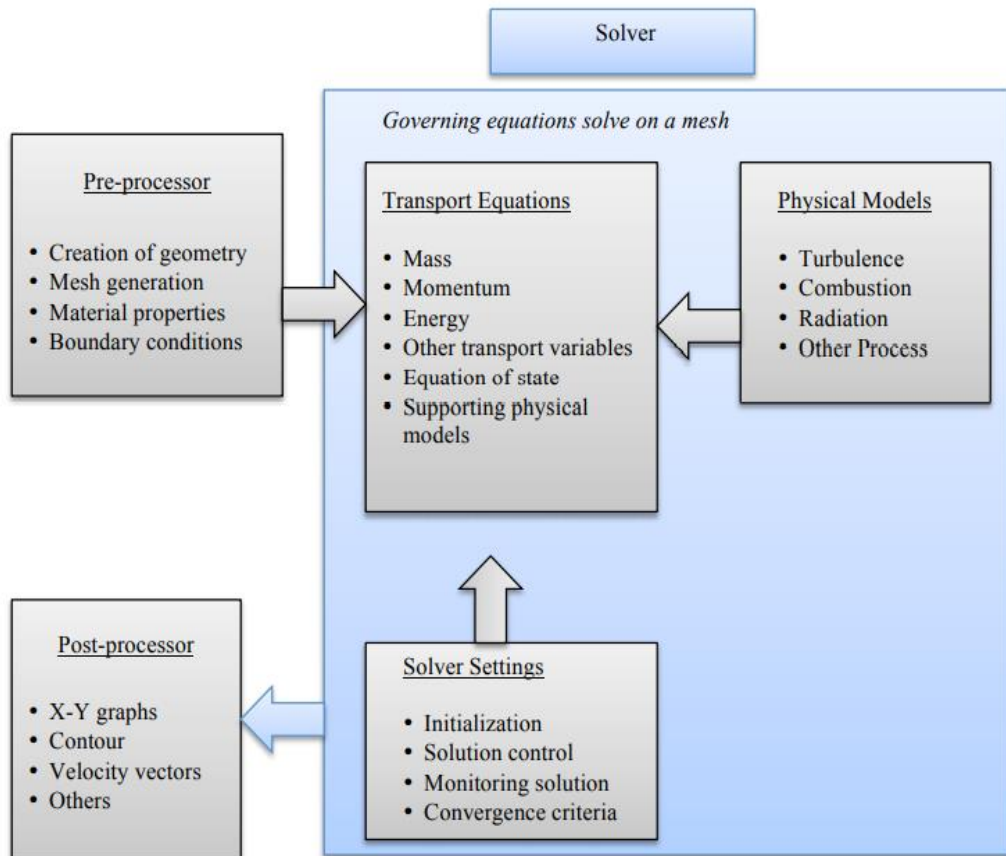 Solver
Governing equations solve on a mesh
Pre-processor
• Creation of geometry
• Mesh generation
• Material properties
• Boundary conditions
Transport Equations
• Mass
• Momentum
• Energy
• Other transport variables
• Equation of state
• Supporting physical
models
Physical Models
• Turbulence
• Combustion
• Radiation
• Other Process
Post-processor
• X-Y graphs
• Contour
• Velocity vectors
• Others
Solver Settings
• Initialization
• Solution control
• Monitoring solution
• Convergence criteria